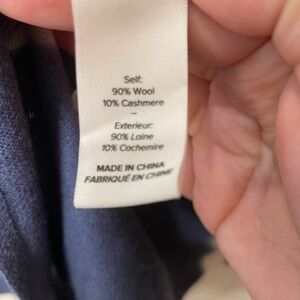 Self:
90% Wool
10% Cashmere
–
Exterieur:
90% Laine
10% Cachemire
MADE IN CHINA
FABRIQUÉ EN CHINE